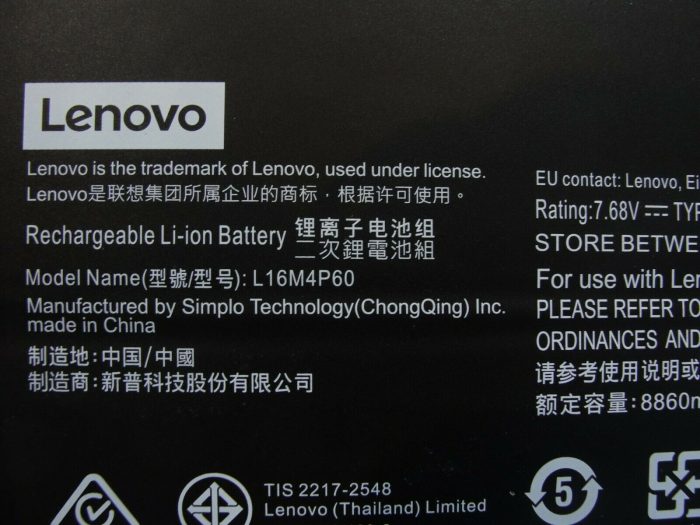 Lenovo
Lenovo is the trademark of Lenovo, used under license.
Lenovo是联想集团所属企业的商标，根据许可使用。
Rechargeable Li-ion Battery 锂离子电池组
二次鋰電池組
Model Name(型號/型号): L16M4P60
Manufactured by Simplo Technology(ChongQing) Inc.
made in China
制造地:中国/中國
制造商:新普科技股份有限公司
EU contact: Lenovo, Ei
Rating:7.68V ⎓ TYP
STORE BETWE
For use with Len
PLEASE REFER TO
ORDINANCES AND
请参考使用说明或
额定容量:8860m
TIS 2217-2548
Lenovo (Thailand) Limited
5